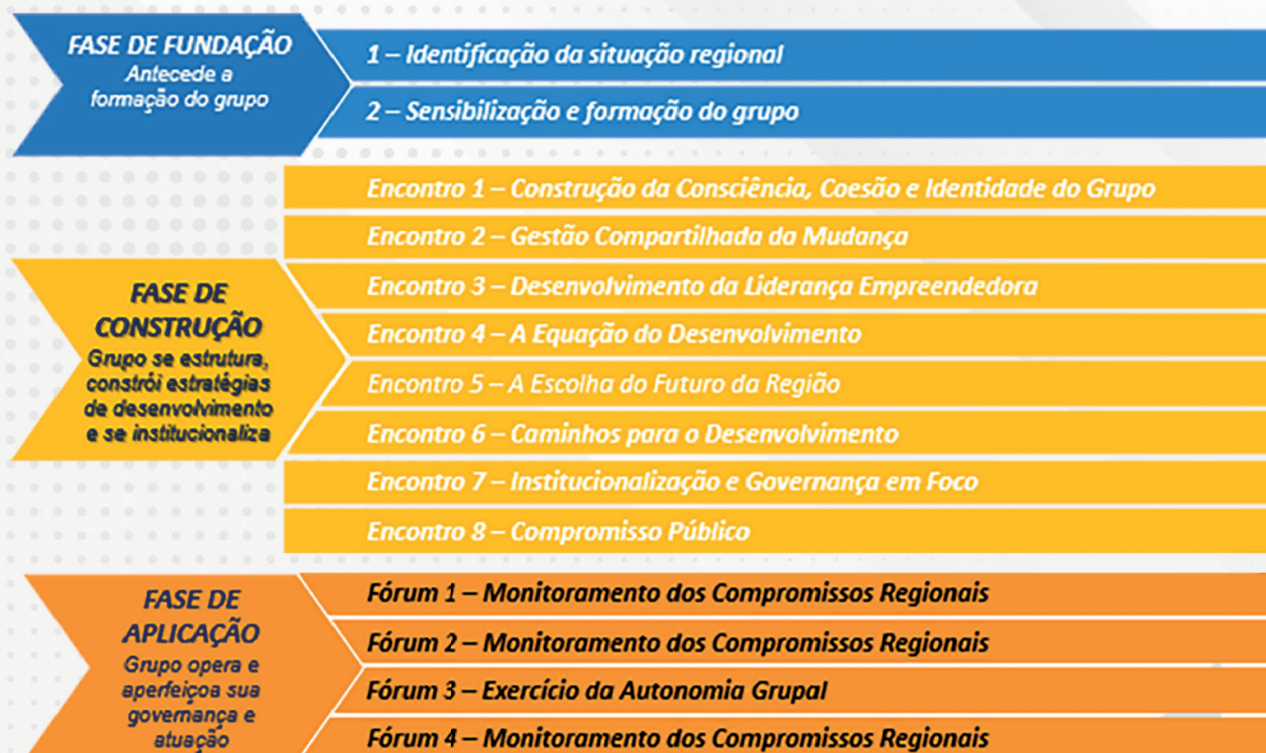 FASE DE FUNDAÇÃO
Antecede a
formação do grupo
1 – Identificação da situação regional
2 – Sensibilização e formação do grupo
FASE DE
CONSTRUÇÃO
Grupo se estrutura,
constrói estratégias
de desenvolvimento
e se institucionaliza
Encontro 1 – Construção da Consciência, Coesão e Identidade do Grupo
Encontro 2 – Gestão Compartilhada da Mudança
Encontro 3 – Desenvolvimento da Liderança Empreendedora
Encontro 4 – A Equação do Desenvolvimento
Encontro 5 – A Escolha do Futuro da Região
Encontro 6 – Caminhos para o Desenvolvimento
Encontro 7 – Institucionalização e Governança em Foco
Encontro 8 – Compromisso Público
FASE DE
APLICAÇÃO
Grupo opera e
aperfeiçoa sua
governança e
atuação
Fórum 1 – Monitoramento dos Compromissos Regionais
Fórum 2 – Monitoramento dos Compromissos Regionais
Fórum 3 – Exercício da Autonomia Grupal
Fórum 4 – Monitoramento dos Compromissos Regionais